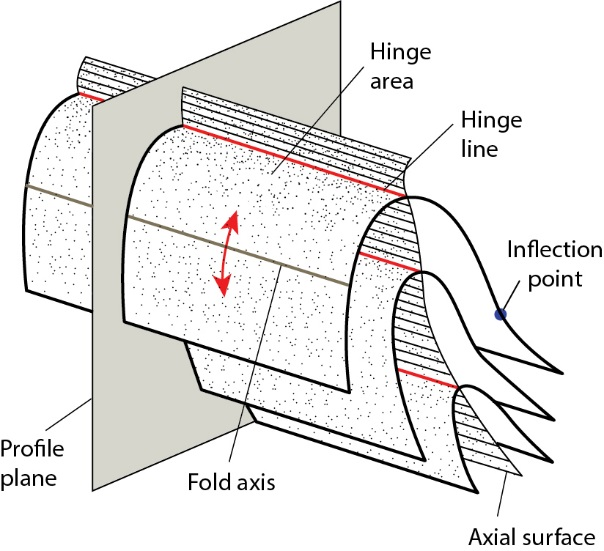 Hinge
area
Hinge
line
Inflection
point
Profile
plane
Fold axis
Axial surface